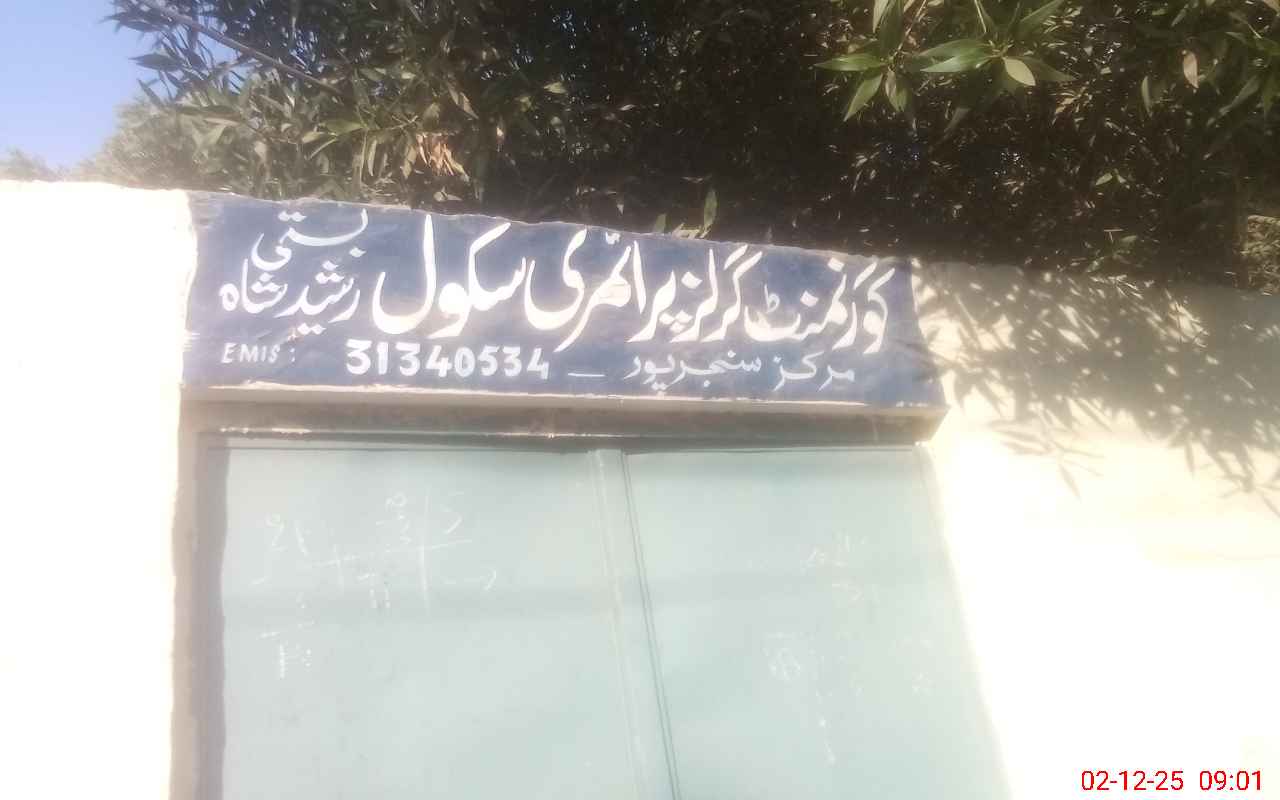 گورنمنٹ گرلز پرائمری سکول بستی رشید شاہ
مرکز سنجرپور _ EMIS: 31340534
02-12-25 09:01